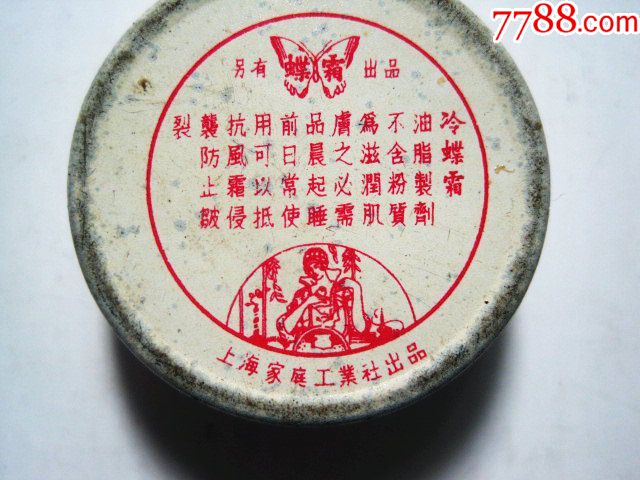 7788.com
另有蝶霜出品
冷蝶霜
油脂製劑
不含粉質
為滋潤肌
膚之必需
品晨起睡
前日常使
用可以抵
抗風霜侵
襲防止皺
裂
上海家庭工業社出品